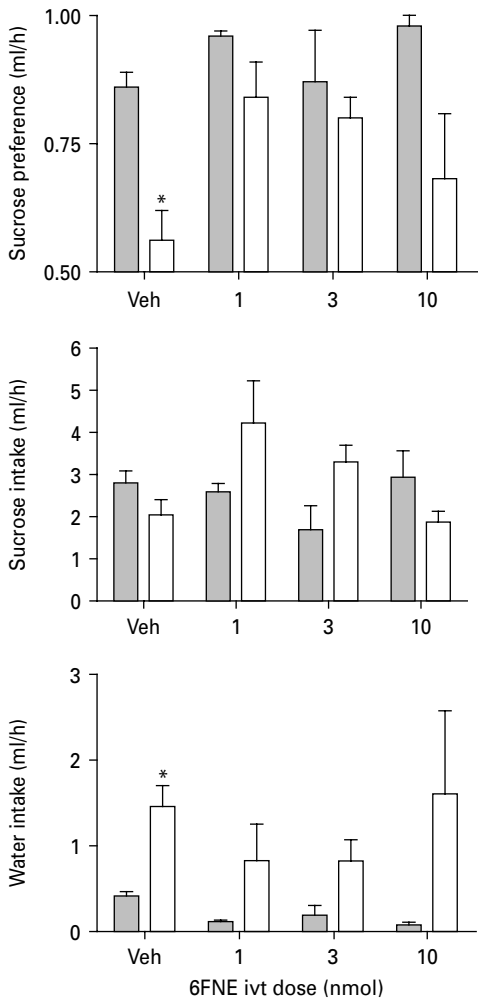 Sucrose preference (ml/h)
1.00
0.75
0.50
*
Veh 1 3 10
Sucrose intake (ml/h)
6
5
4
3
2
1
0
Veh 1 3 10
Water intake (ml/h)
3
2
1
0
*
Veh 1 3 10
6FNE ivt dose (nmol)